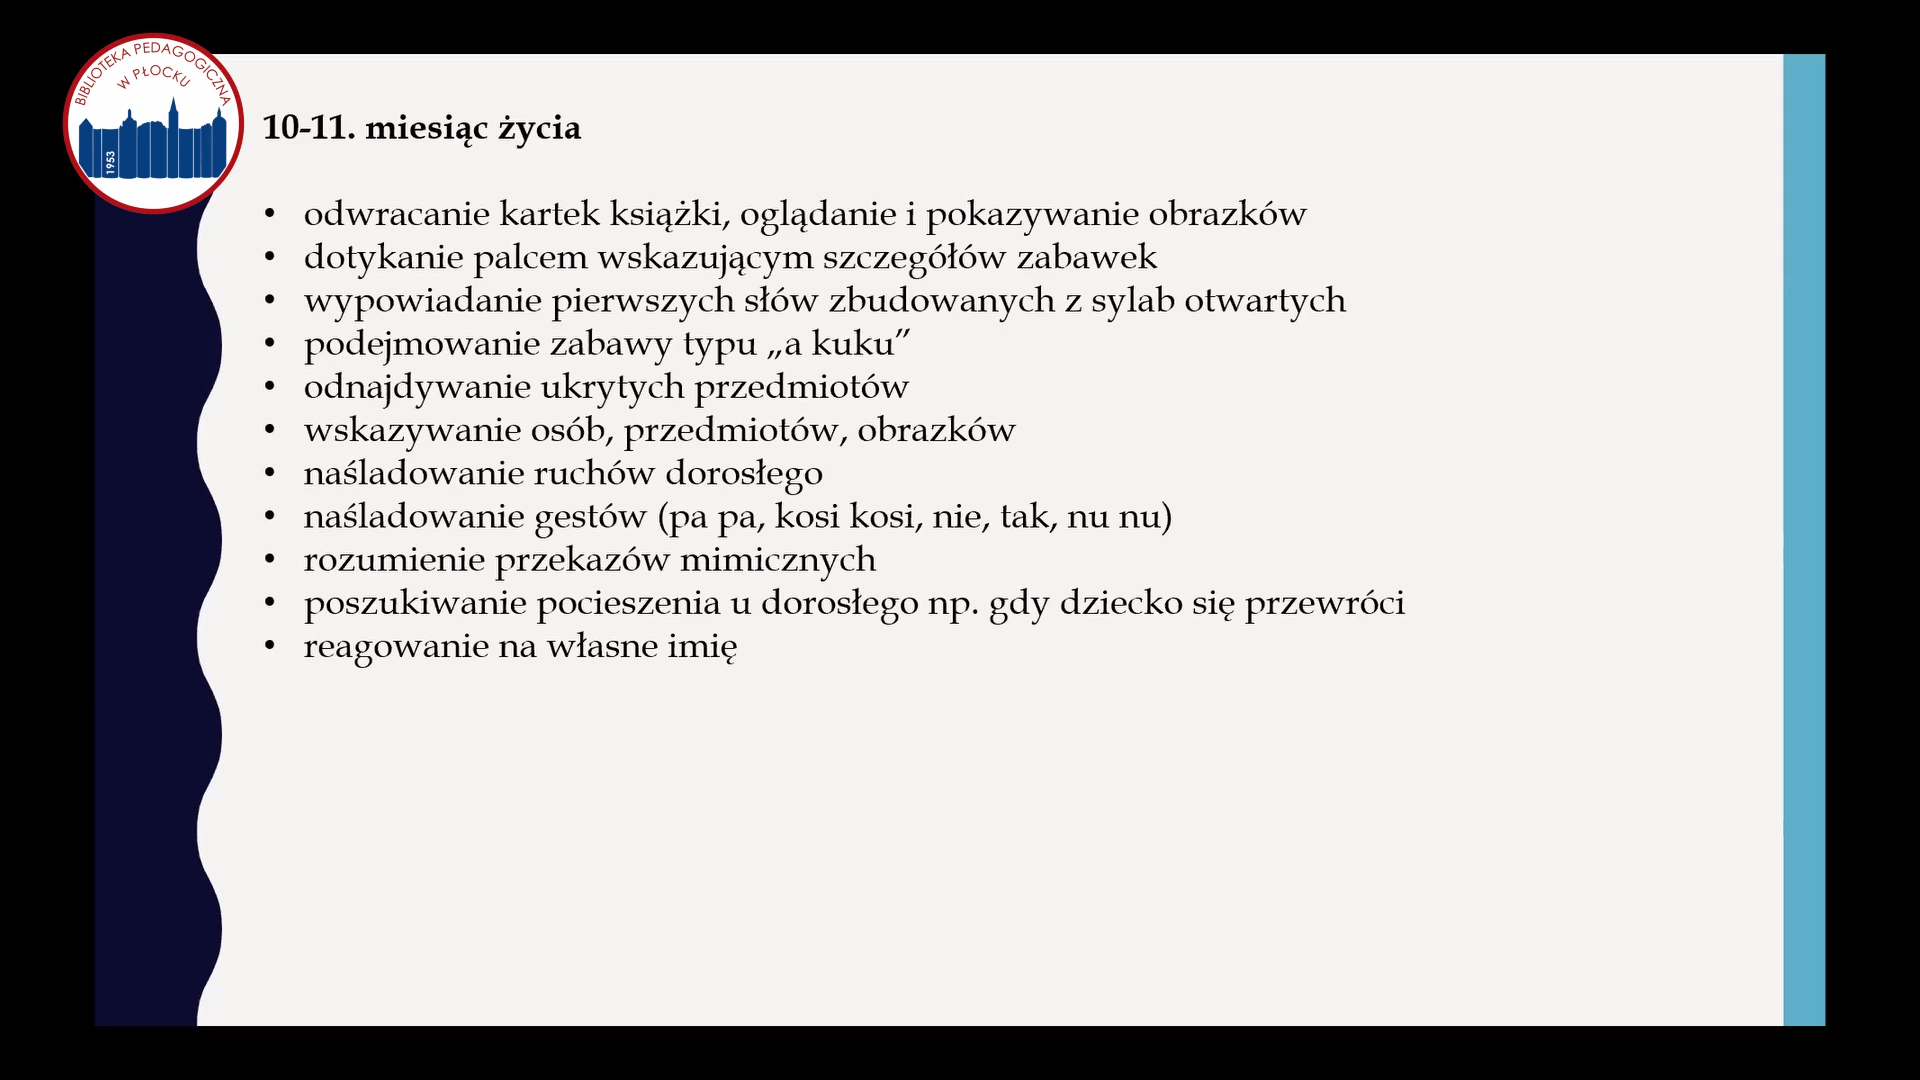 BIBLIOTEKA PEDAGOGICZNA
W PŁOCKU
1953
10-11. miesiąc życia
• odwracanie kartek książki, oglądanie i pokazywanie obrazków
• dotykanie palcem wskazującym szczegółów zabawek
• wypowiadanie pierwszych słów zbudowanych z sylab otwartych
• podejmowanie zabawy typu „a kuku”
• odnajdywanie ukrytych przedmiotów
• wskazywanie osób, przedmiotów, obrazków
• naśladowanie ruchów dorosłego
• naśladowanie gestów (pa pa, kosi kosi, nie, tak, nu nu)
• rozumienie przekazów mimicznych
• poszukiwanie pocieszenia u dorosłego np. gdy dziecko się przewróci
• reagowanie na własne imię